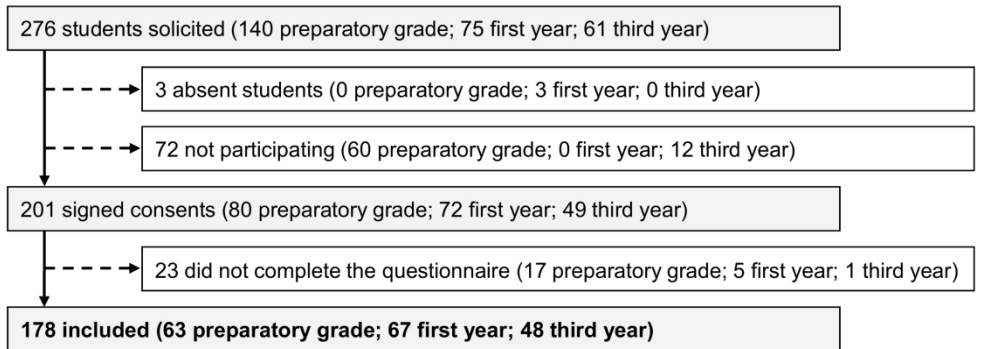 276 students solicited (140 preparatory grade; 75 first year; 61 third year)
3 absent students (0 preparatory grade; 3 first year; 0 third year)
72 not participating (60 preparatory grade; 0 first year; 12 third year)
201 signed consents (80 preparatory grade; 72 first year; 49 third year)
23 did not complete the questionnaire (17 preparatory grade; 5 first year; 1 third year)
178 included (63 preparatory grade; 67 first year; 48 third year)